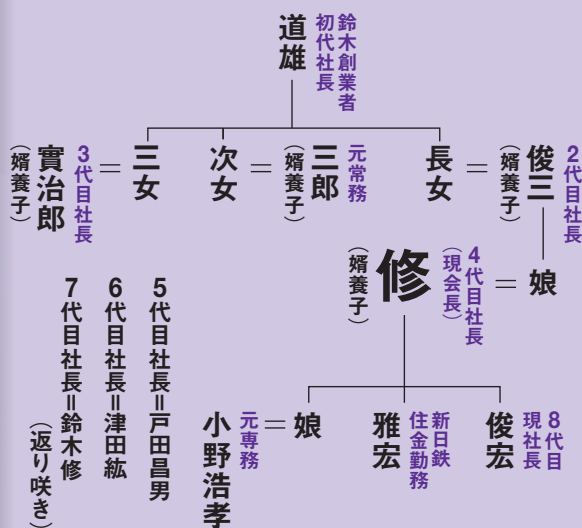 鈴木創業者
初代社長
道雄
2代目社長
俊三
（婿養子）
長女
元常務
三郎
（婿養子）
次女
三女
3代目社長
實治郎
（婿養子）
娘
4代目社長
（現会長）
修
（婿養子）
8代目
現社長
俊宏
新日鉄
住金勤務
雅宏
娘
元専務
小野浩孝
5代目社長＝戸田昌男
6代目社長＝津田紘
7代目社長＝鈴木修
（返り咲き）